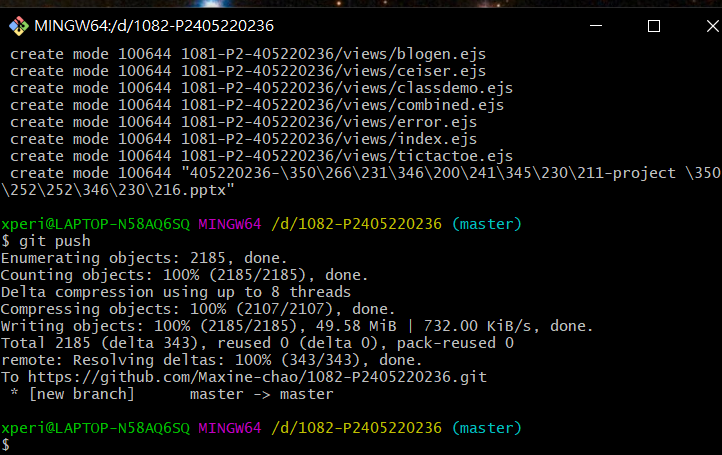 MINGW64:/d/1082-P2405220236
create mode 100644 1081-P2-405220236/views/blogen.ejs
create mode 100644 1081-P2-405220236/views/ceiser.ejs
create mode 100644 1081-P2-405220236/views/classdemo.ejs
create mode 100644 1081-P2-405220236/views/combined.ejs
create mode 100644 1081-P2-405220236/views/error.ejs
create mode 100644 1081-P2-405220236/views/index.ejs
create mode 100644 1081-P2-405220236/views/tictactoe.ejs
create mode 100644 "405220236-\350\266\231\346\200\241\345\230\211-project \350
\252\252\346\230\216.pptx"
xperi@LAPTOP-N58AQ6SQ MINGW64 /d/1082-P2405220236 (master)
$ git push
Enumerating objects: 2185, done.
Counting objects: 100% (2185/2185), done.
Delta compression using up to 8 threads
Compressing objects: 100% (2107/2107), done.
Writing objects: 100% (2185/2185), 49.58 MiB | 732.00 KiB/s, done.
Total 2185 (delta 343), reused 0 (delta 0), pack-reused 0
remote: Resolving deltas: 100% (343/343), done.
To https://github.com/Maxine-chao/1082-P2405220236.git
* [new branch]      master -> master
xperi@LAPTOP-N58AQ6SQ MINGW64 /d/1082-P2405220236 (master)
$